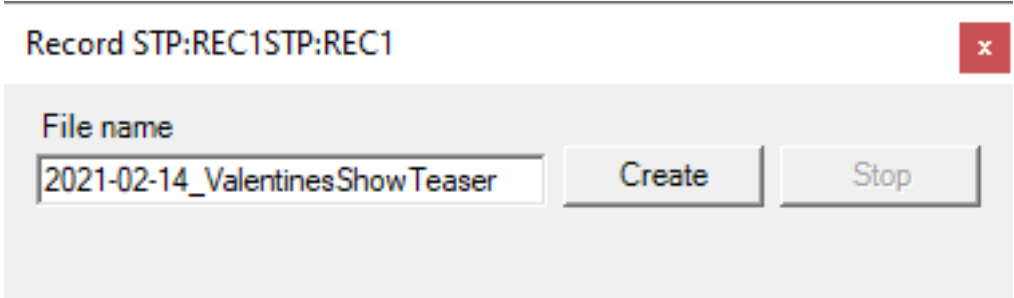 Record STP:REC1STP:REC1
x
File name
2021-02-14_ValentinesShowTeaser
Create
Stop